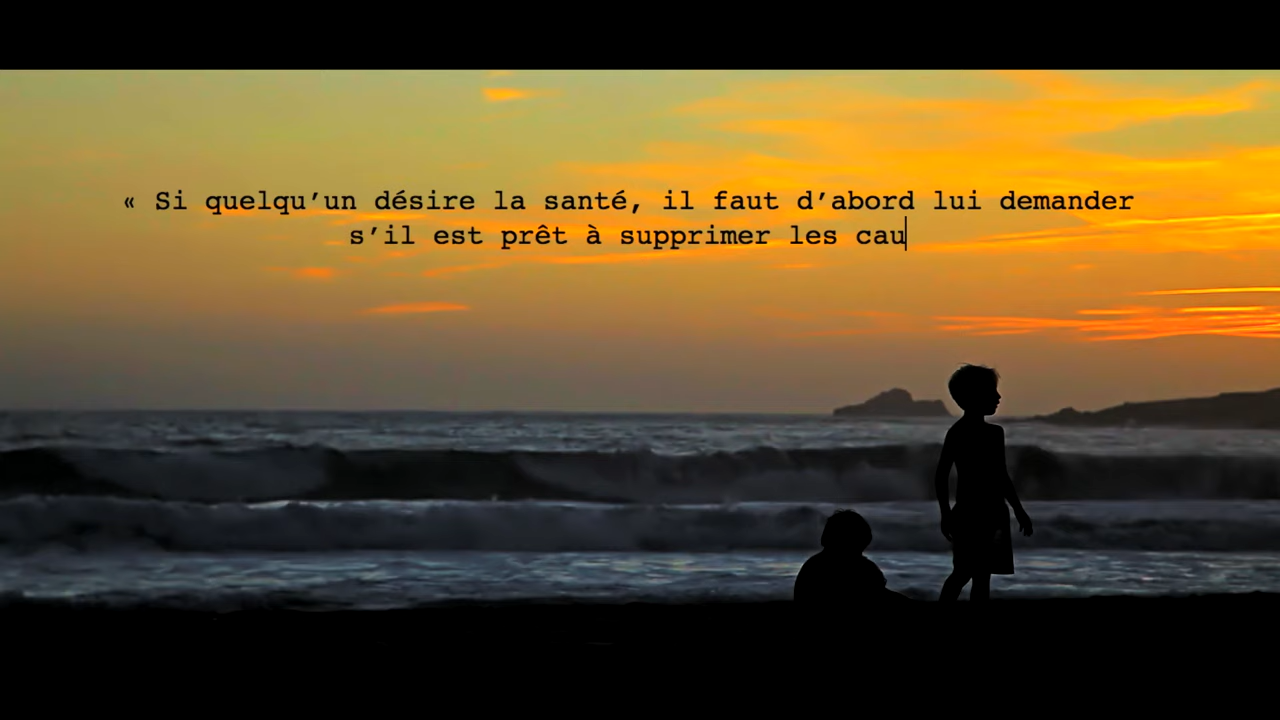 « Si quelqu’un désire la santé, il faut d’abord lui demander
s’il est prêt à supprimer les cau